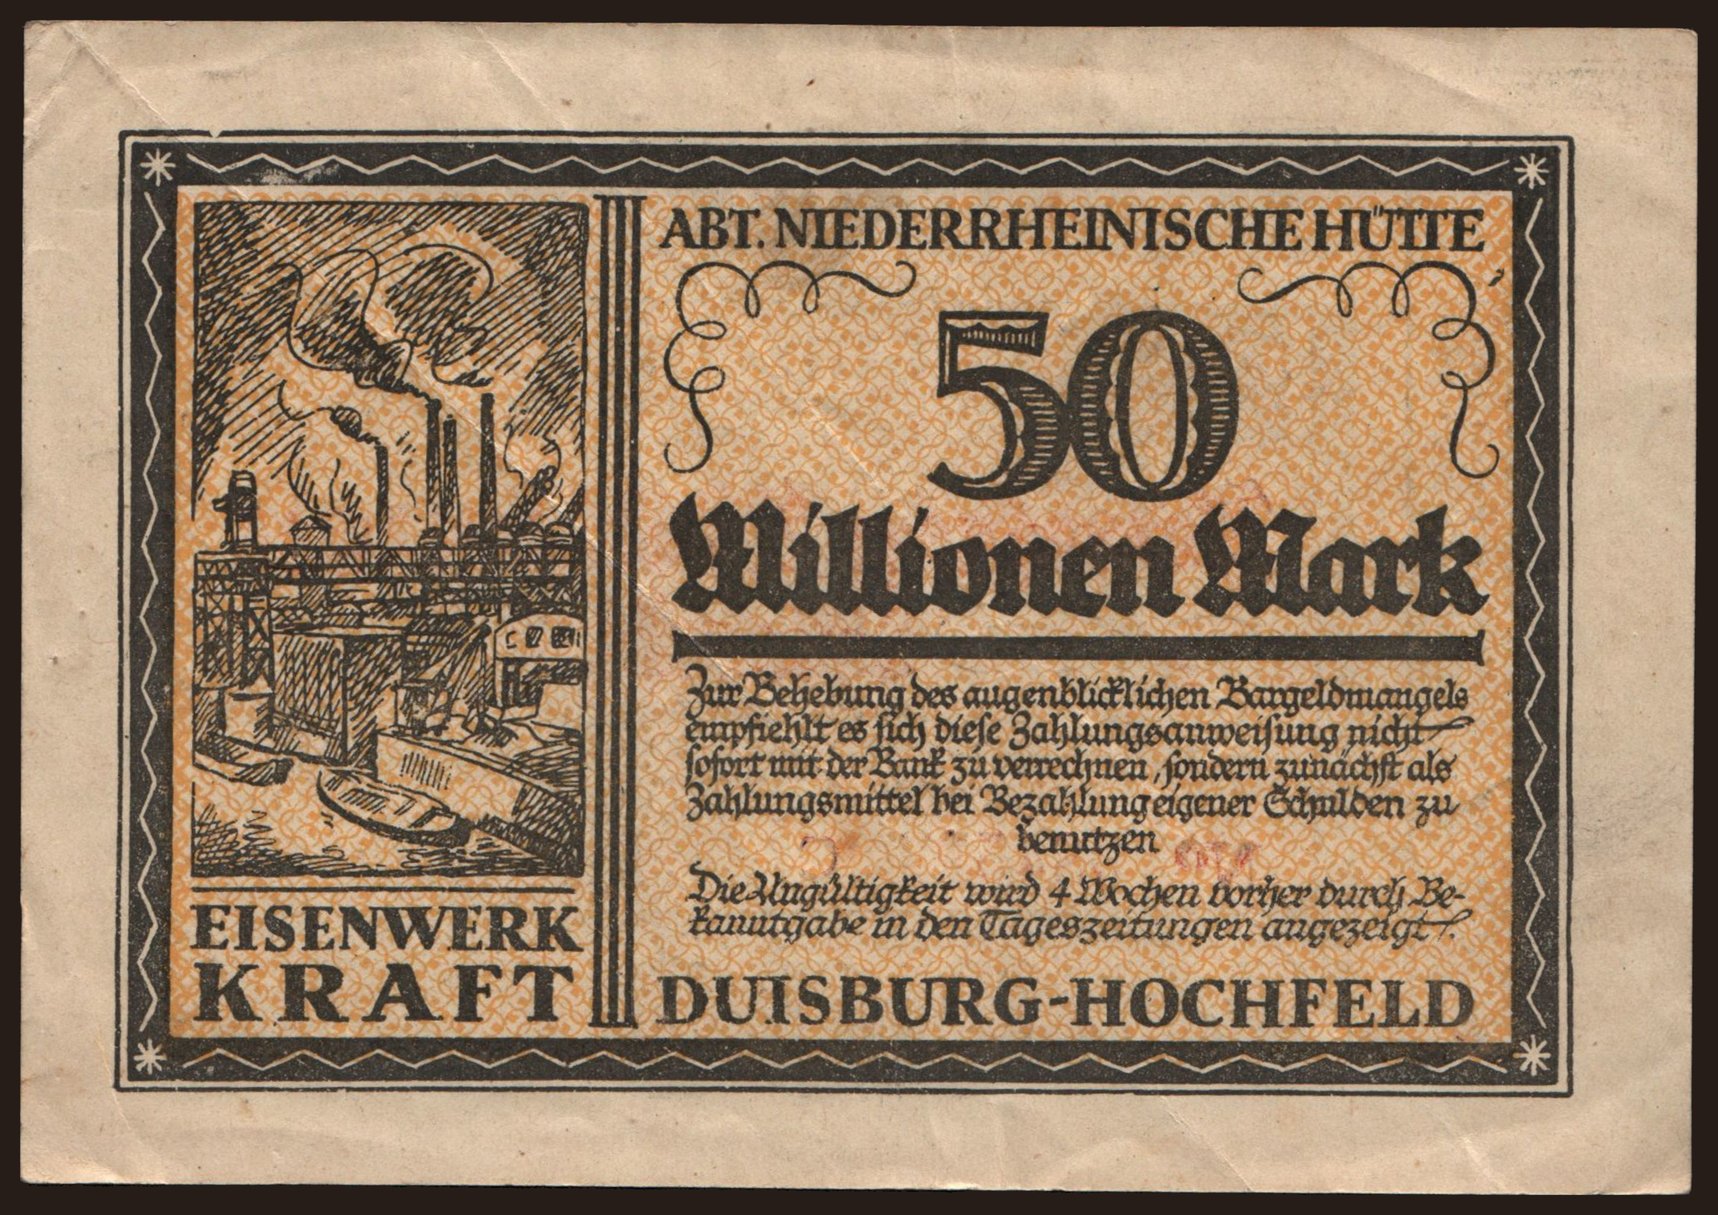 ABT. NIEDERRHEINISCHE HÜTTE
50
Millionen Mark
Zur Behebung des augenblicklichen Bargeldmangels
empfiehlt es sich diese Zahlungsanweisung nicht
sofort mit der Bank zu verrechnen, sondern zunächst als
Zahlungsmittel bei Bezahlung eigener Schulden zu
benutzen
Die Ungültigkeit wird 4 Wochen vorher durch Be-
kanntgabe in den Tageszeitungen angezeigt.
EISENWERK
KRAFT
DUISBURG-HOCHFELD